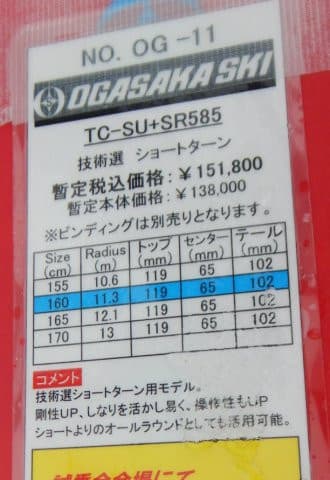 NO. OG-11
OGASAKA SKI
TC-SU+SR585
技術選 ショートターン
暫定税込価格：￥151,800
暫定本体価格：￥138,000
※ビンディングは別売りとなります。
Size (cm) Radius (m) トップ (mm) センター (mm) テール (mm)
155 10.6 119 65 102
160 11.3 119 65 102
165 12.1 119 65 102
170 13 119 65 102
コメント
技術選ショートターン用モデル。
剛性UP、しなりを活かし易く、操作性もUP
ショートよりのオールラウンドとしても活用可能。
試乗会会場にて